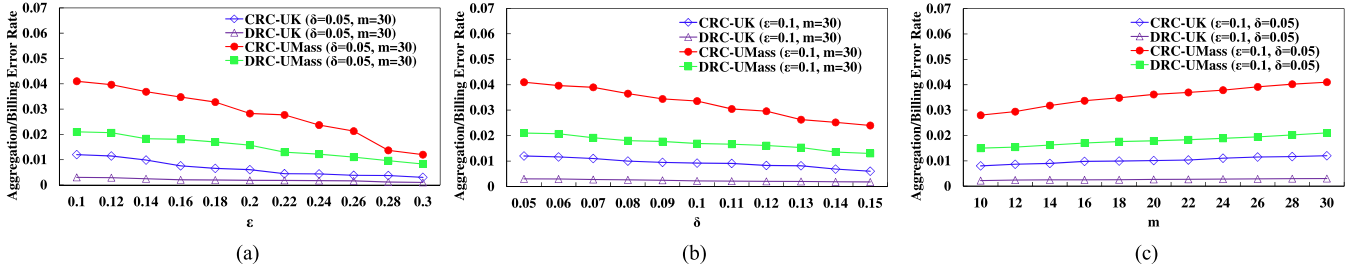 Aggregation/Billing Error Rate
0.07
0.06
0.05
0.04
0.03
0.02
0.01
0
CRC-UK (δ=0.05, m=30)
DRC-UK (δ=0.05, m=30)
CRC-UMass (δ=0.05, m=30)
DRC-UMass (δ=0.05, m=30)
0.1 0.12 0.14 0.16 0.18 0.2 0.22 0.24 0.26 0.28 0.3
ε
(a)
Aggregation/Billing Error Rate
0.07
0.06
0.05
0.04
0.03
0.02
0.01
0
CRC-UK (ε=0.1, m=30)
DRC-UK (ε=0.1, m=30)
CRC-UMass (ε=0.1, m=30)
DRC-UMass (ε=0.1, m=30)
0.05 0.06 0.07 0.08 0.09 0.1 0.11 0.12 0.13 0.14 0.15
δ
(b)
Aggregation/Billing Error Rate
0.07
0.06
0.05
0.04
0.03
0.02
0.01
0
CRC-UK (ε=0.1, δ=0.05)
DRC-UK (ε=0.1, δ=0.05)
CRC-UMass (ε=0.1, δ=0.05)
DRC-UMass (ε=0.1, δ=0.05)
10 12 14 16 18 20 22 24 26 28 30
m
(c)